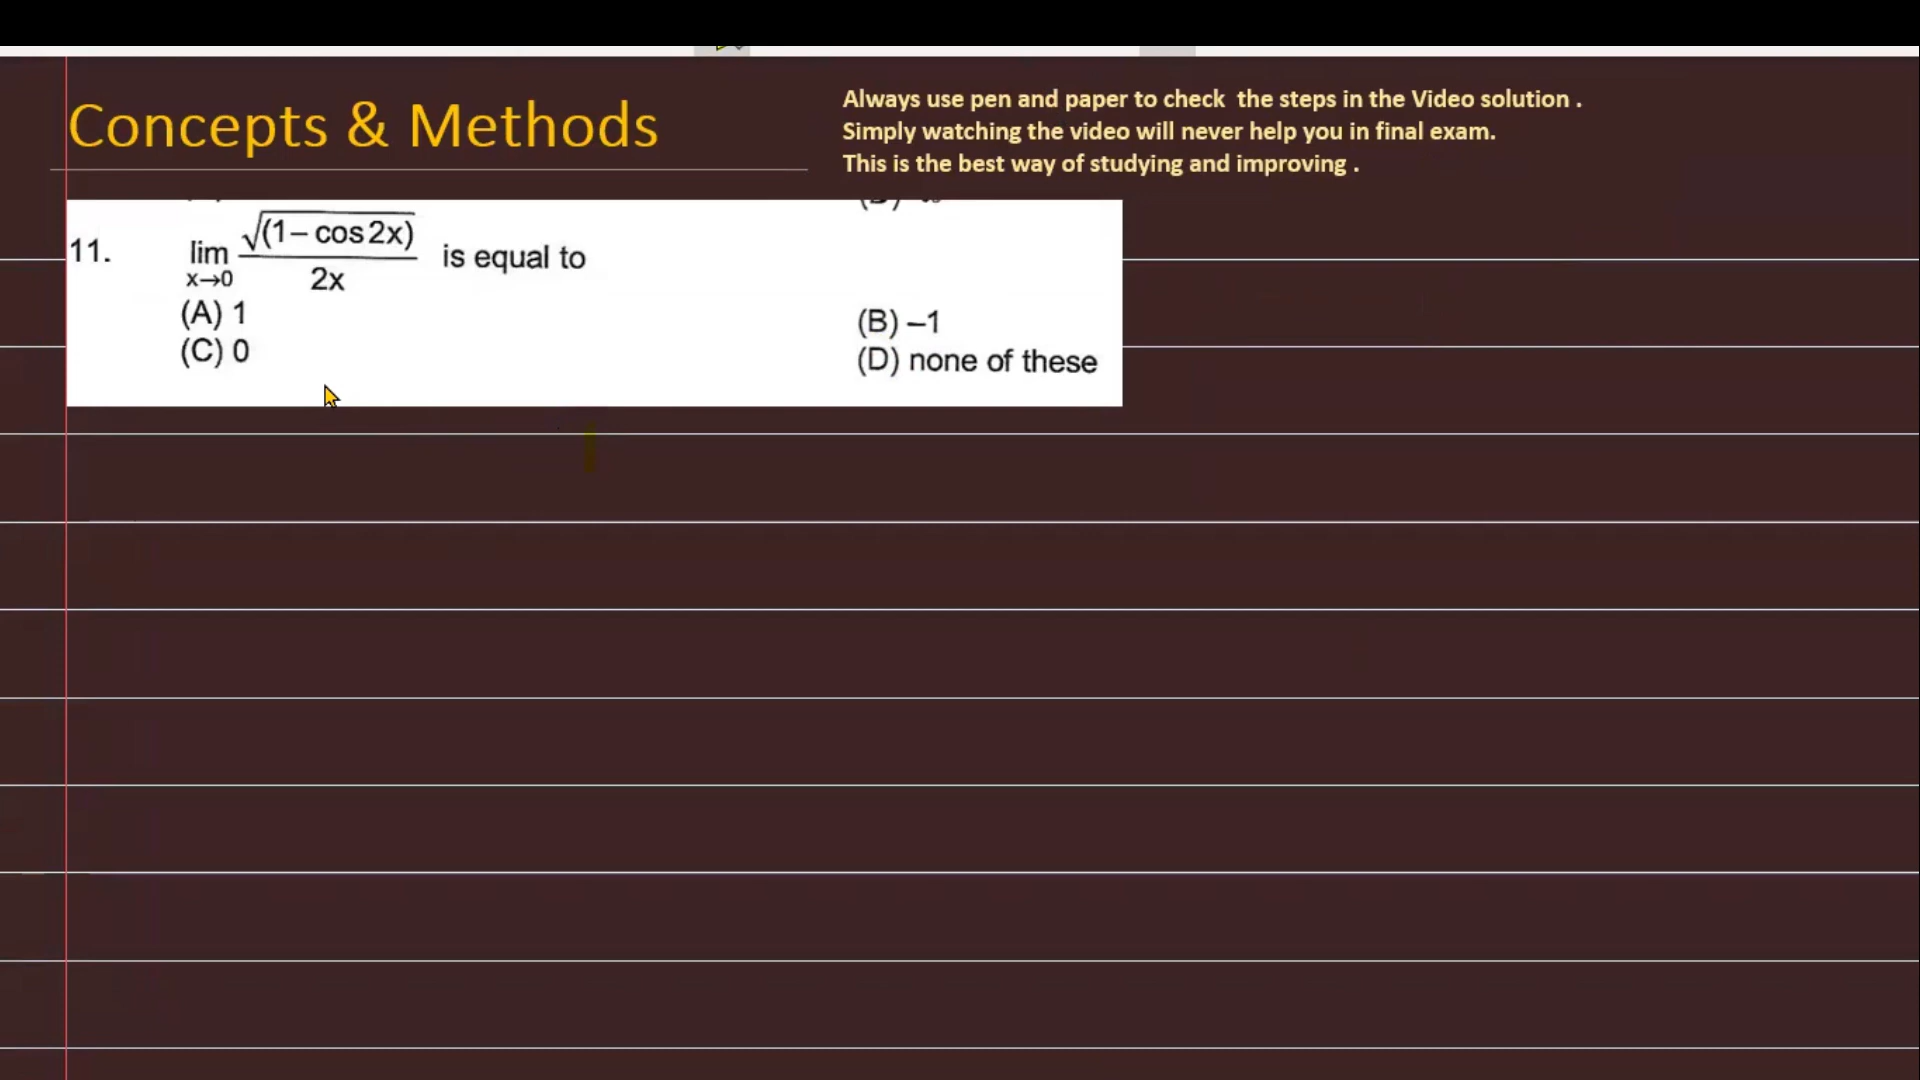 Concepts & Methods
Always use pen and paper to check the steps in the Video solution .
Simply watching the video will never help you in final exam.
This is the best way of studying and improving .
11. lim x→0 √(1 – cos 2x) / 2x is equal to
(A) 1 (B) –1
(C) 0 (D) none of these